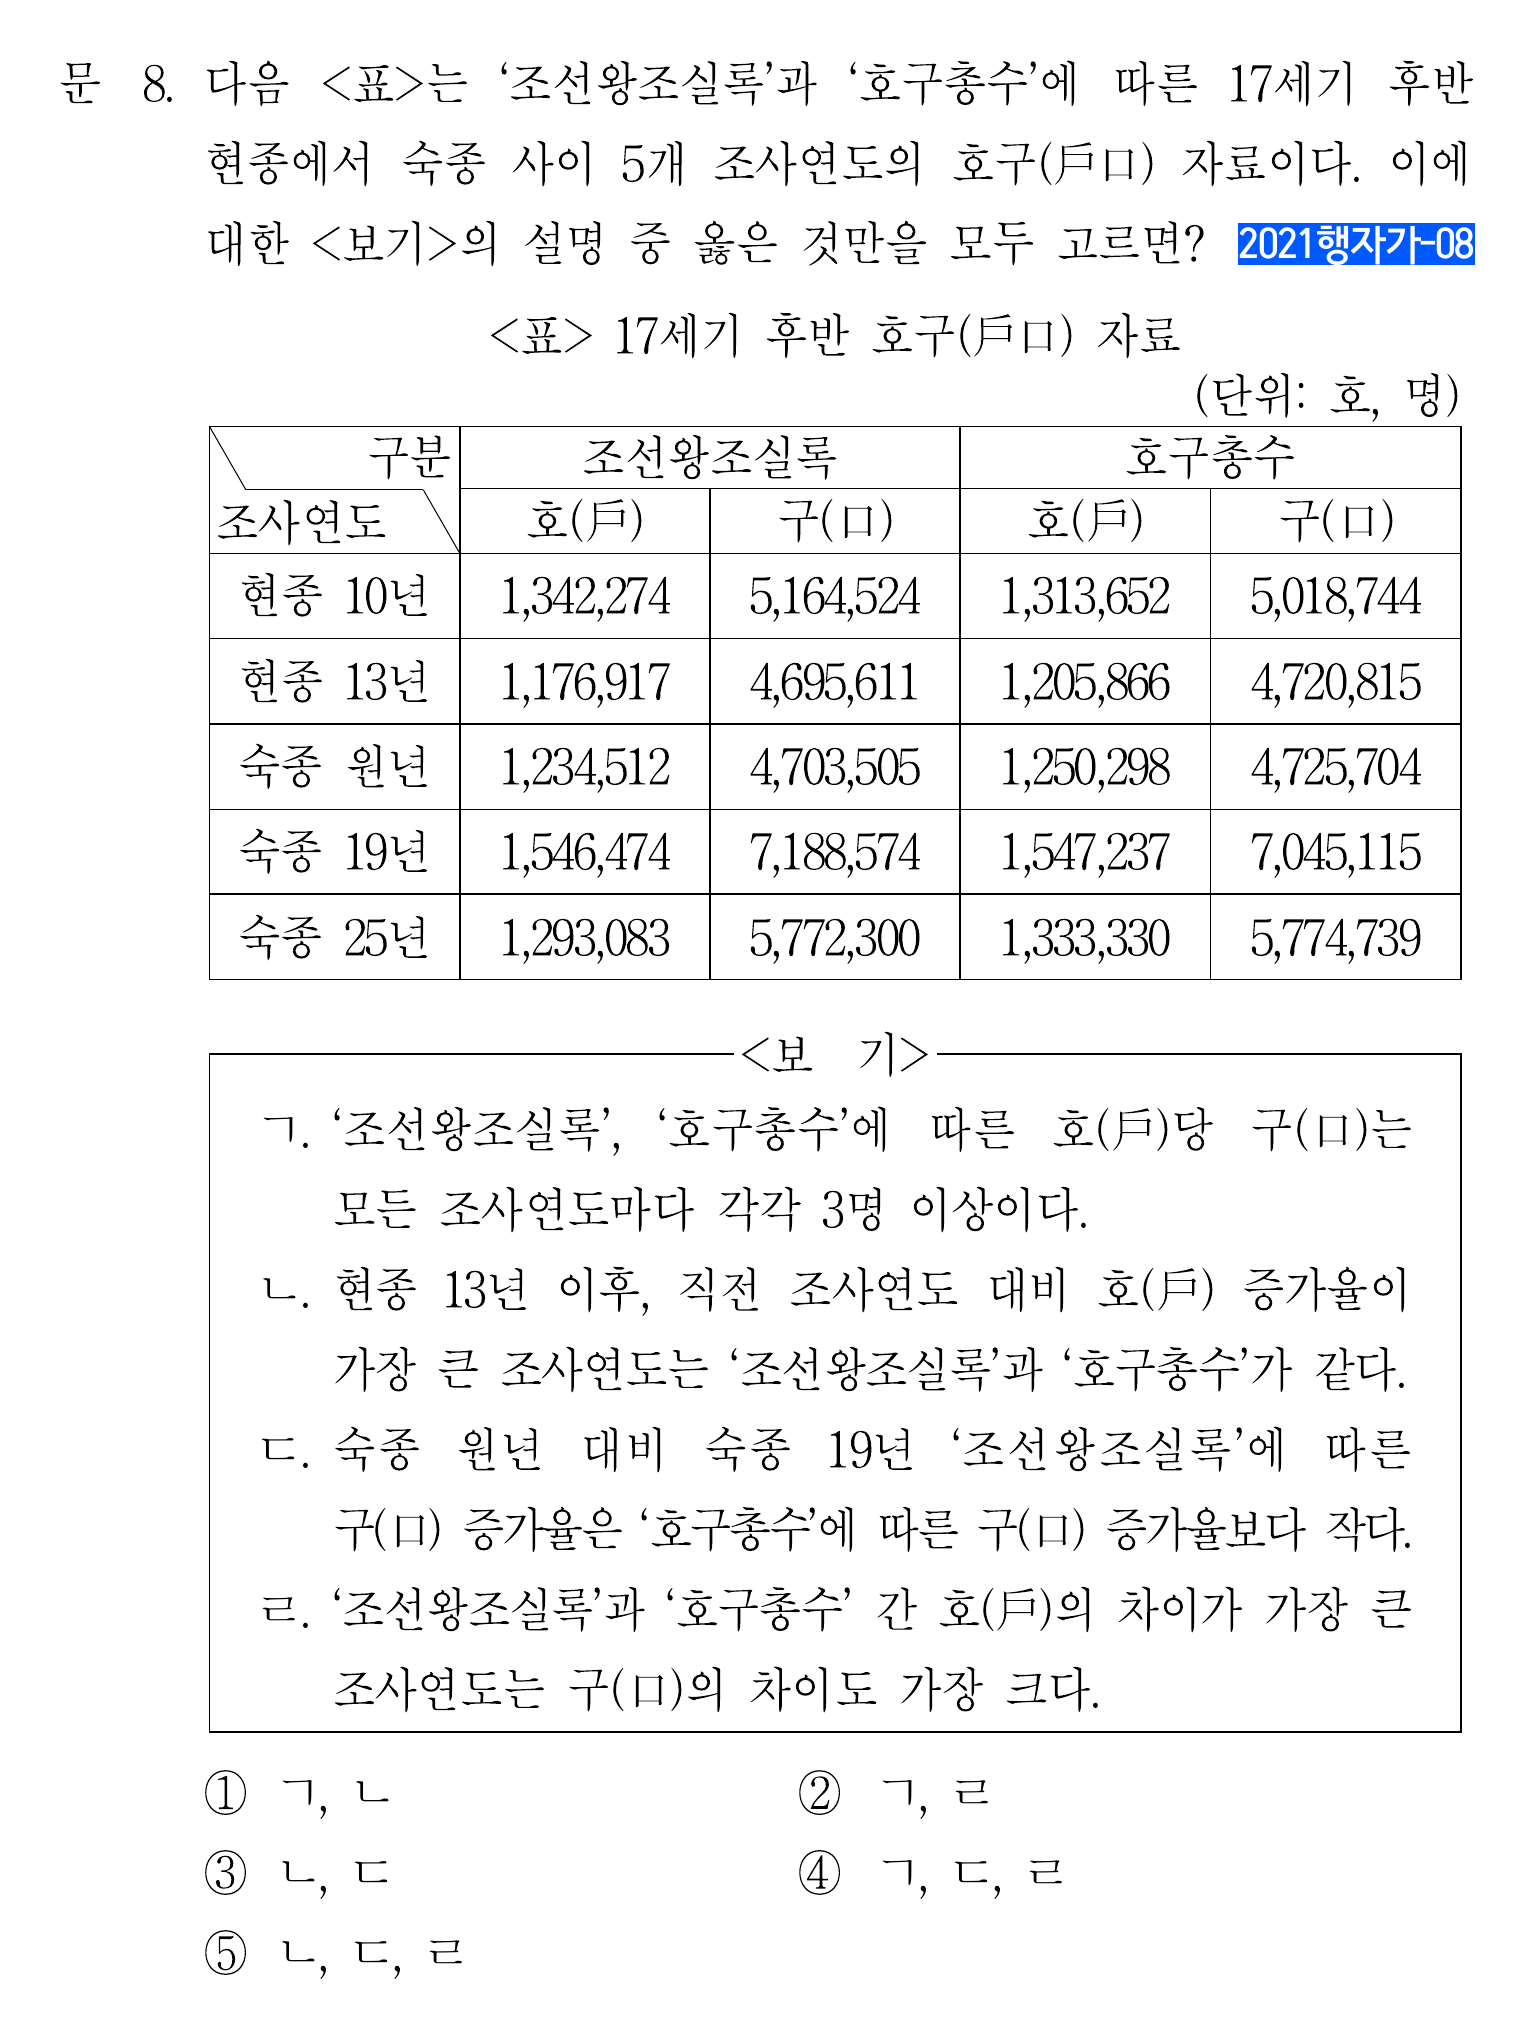 문 8. 다음 <표>는 ‘조선왕조실록’과 ‘호구총수’에 따른 17세기 후반
현종에서 숙종 사이 5개 조사연도의 호구(戶口) 자료이다. 이에
대한 <보기>의 설명 중 옳은 것만을 모두 고르면? 2021행자가-08
<표> 17세기 후반 호구(戶口) 자료
(단위: 호, 명)
구분 조선왕조실록 호구총수
조사연도 호(戶) 구(口) 호(戶) 구(口)
현종 10년 1,342,274 5,164,524 1,313,652 5,018,744
현종 13년 1,176,917 4,695,611 1,205,866 4,720,815
숙종 원년 1,234,512 4,703,505 1,250,298 4,725,704
숙종 19년 1,546,474 7,188,574 1,547,237 7,045,115
숙종 25년 1,293,083 5,772,300 1,333,330 5,774,739
<보 기>
ㄱ. ‘조선왕조실록’, ‘호구총수’에 따른 호(戶)당 구(口)는
모든 조사연도마다 각각 3명 이상이다.
ㄴ. 현종 13년 이후, 직전 조사연도 대비 호(戶) 증가율이
가장 큰 조사연도는 ‘조선왕조실록’과 ‘호구총수’가 같다.
ㄷ. 숙종 원년 대비 숙종 19년 ‘조선왕조실록’에 따른
구(口) 증가율은 ‘호구총수’에 따른 구(口) 증가율보다 작다.
ㄹ. ‘조선왕조실록’과 ‘호구총수’ 간 호(戶)의 차이가 가장 큰
조사연도는 구(口)의 차이도 가장 크다.
① ㄱ, ㄴ ② ㄱ, ㄹ
③ ㄴ, ㄷ ④ ㄱ, ㄷ, ㄹ
⑤ ㄴ, ㄷ, ㄹ